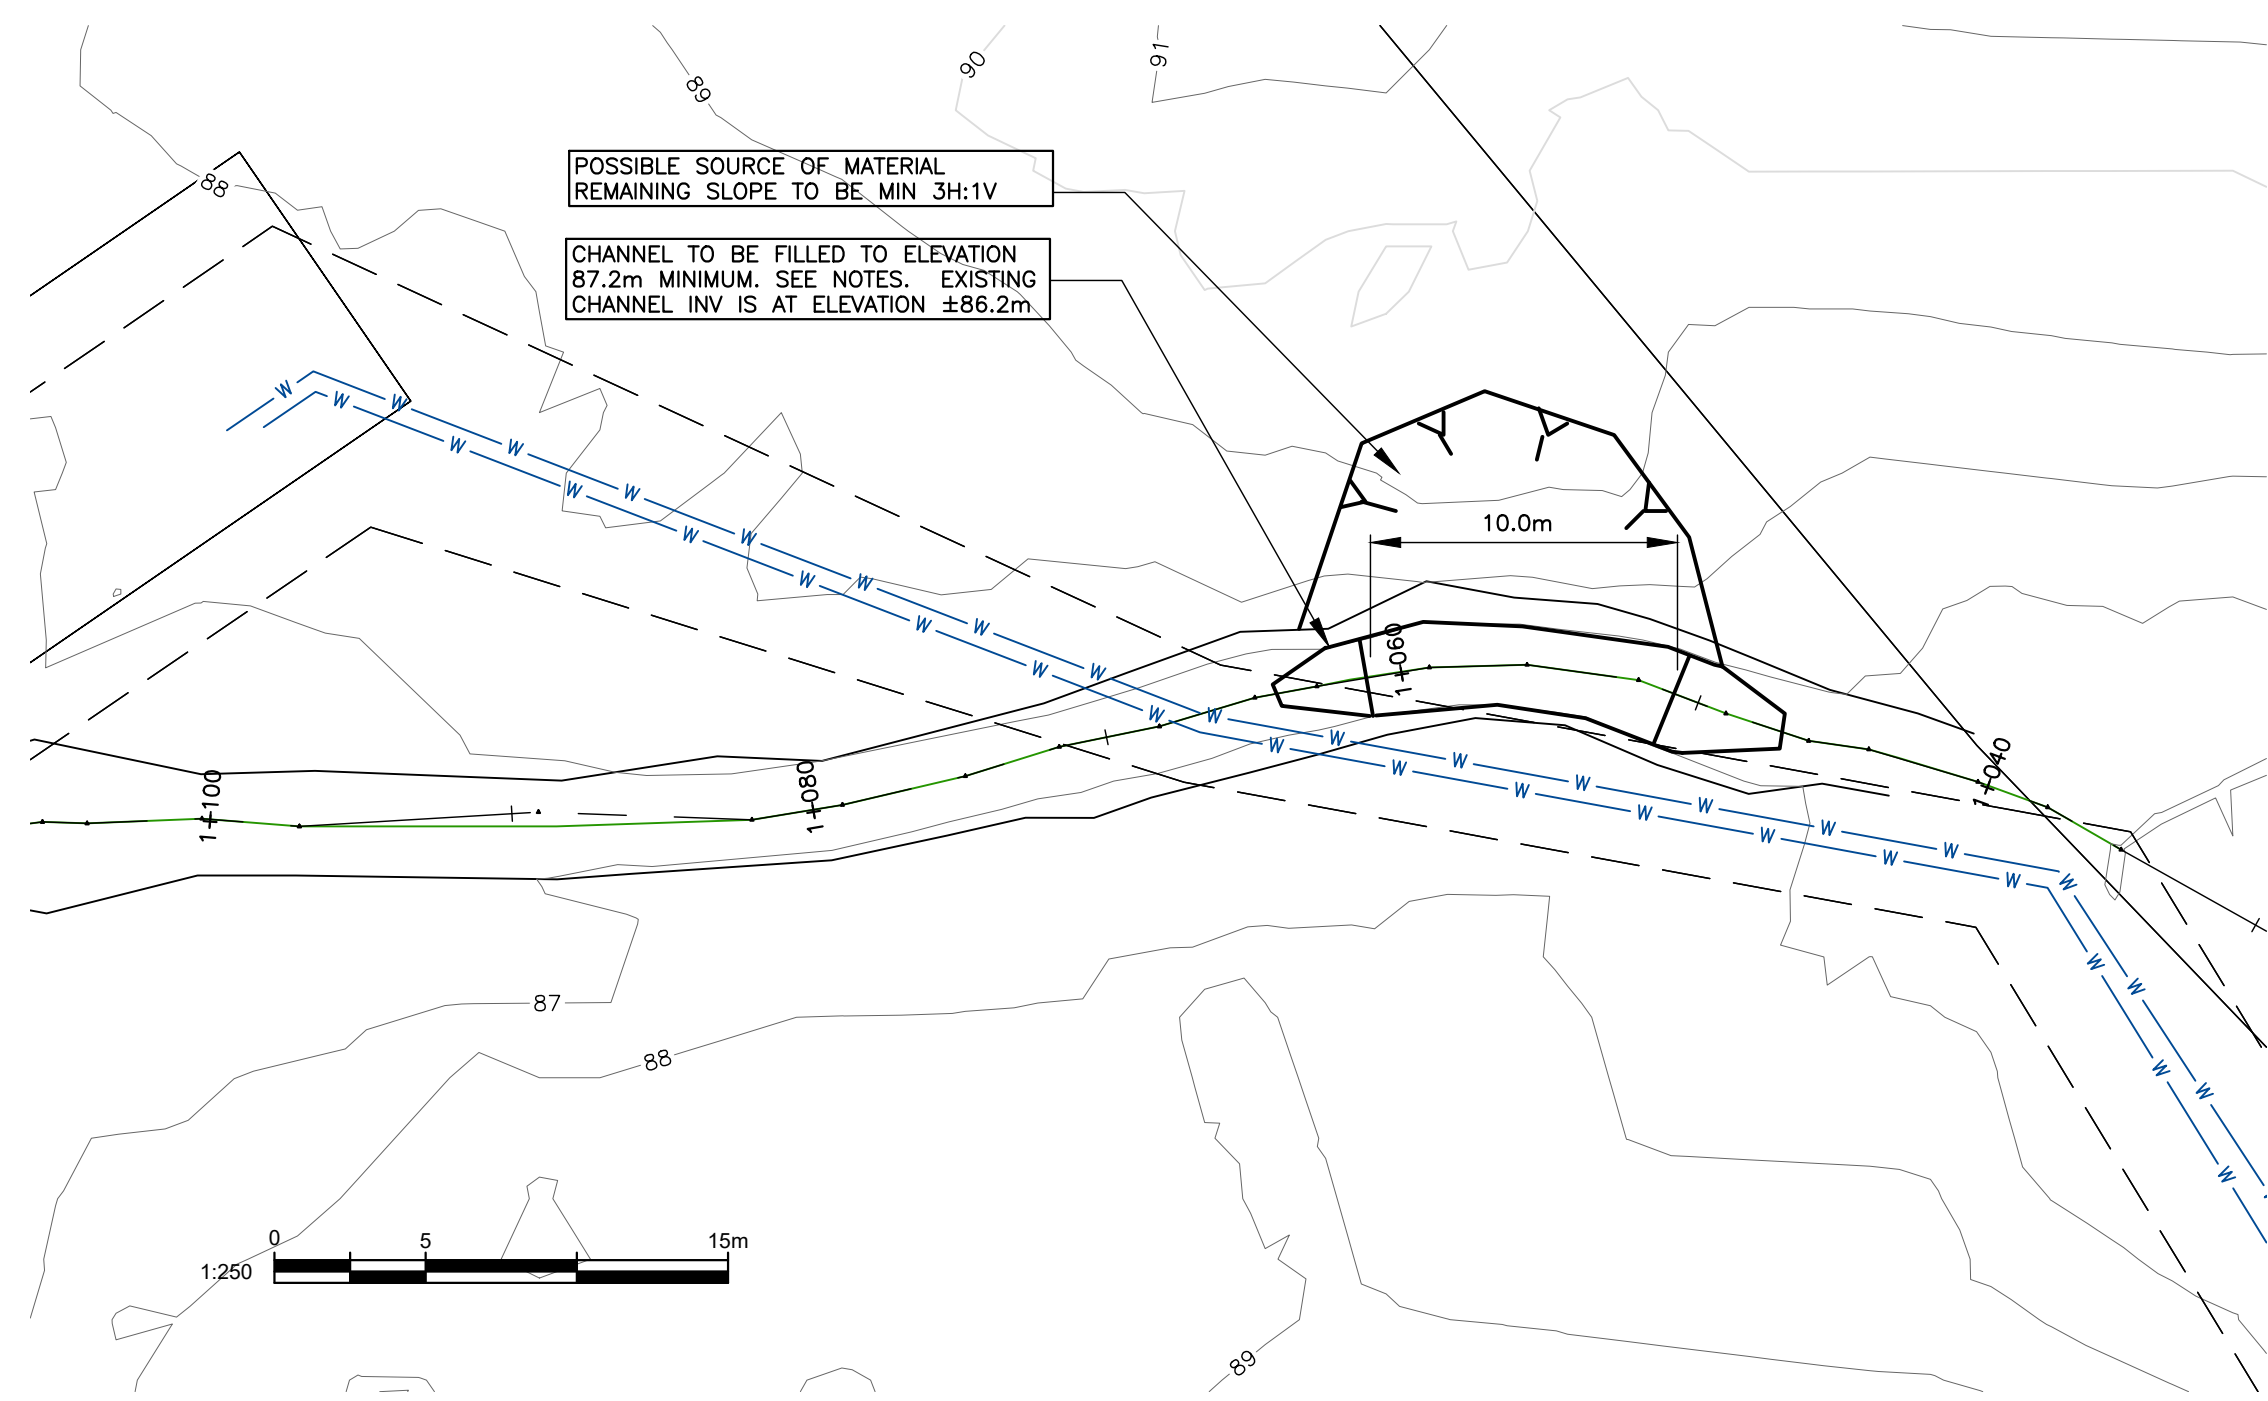 90
91
89
88
POSSIBLE SOURCE OF MATERIAL
REMAINING SLOPE TO BE MIN 3H:1V
CHANNEL TO BE FILLED TO ELEVATION
87.2m MINIMUM. SEE NOTES. EXISTING
CHANNEL INV IS AT ELEVATION ±86.2m
W W W W W W W W W
W W W W W W W W
10.0m
1+060
1+100
1+080
1+040
W W W W W W W W
W W W W W W W
W W W
W W W
87
88
0 5 15m
1:250
89